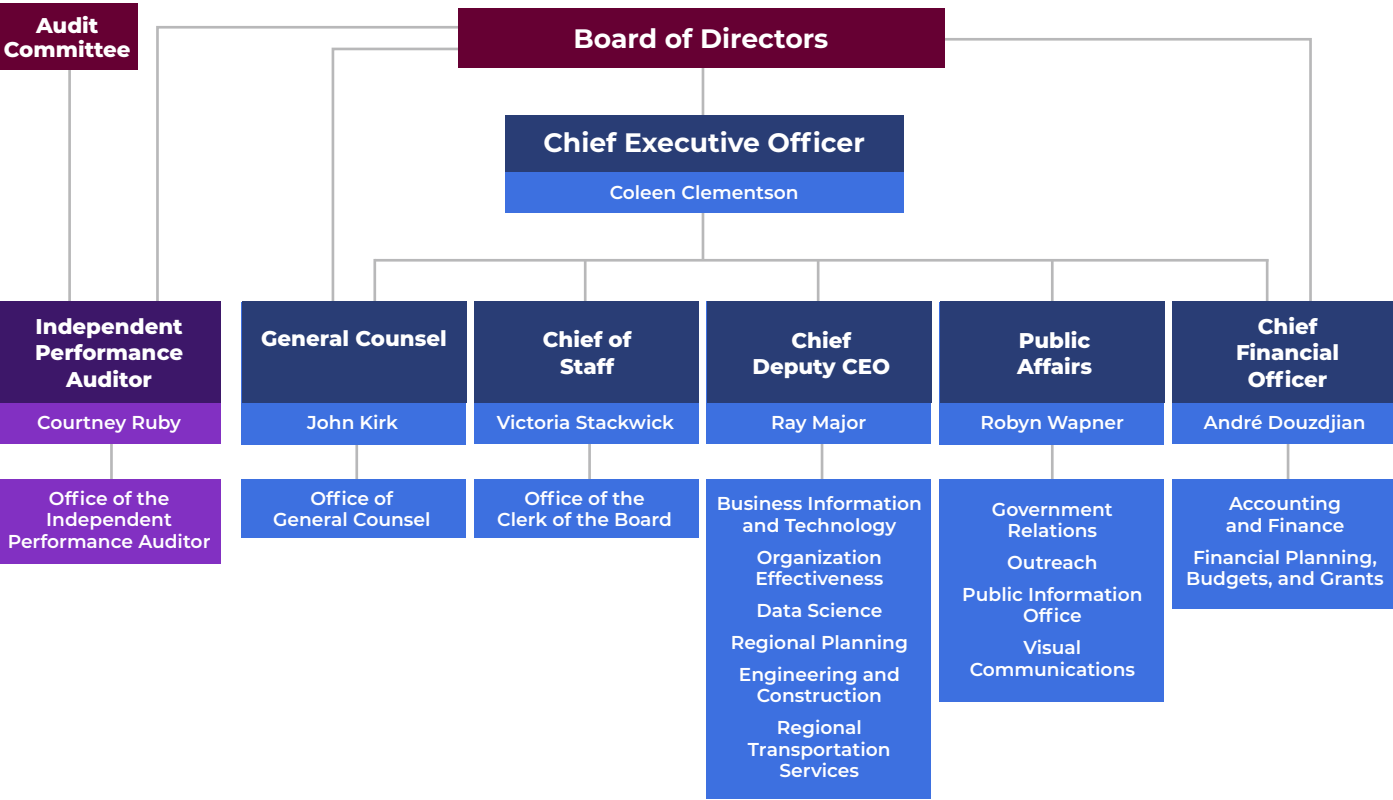 Audit
Committee
Board of Directors
Chief Executive Officer
Coleen Clementson
Independent
Performance
Auditor
Courtney Ruby
Office of the
Independent
Performance Auditor
General Counsel
John Kirk
Office of
General Counsel
Chief of
Staff
Victoria Stackwick
Office of the
Clerk of the Board
Chief
Deputy CEO
Ray Major
Business Information
and Technology
Organization
Effectiveness
Data Science
Regional Planning
Engineering and
Construction
Regional
Transportation
Services
Public
Affairs
Robyn Wapner
Government
Relations
Outreach
Public Information
Office
Visual
Communications
Chief
Financial
Officer
André Douzdjian
Accounting
and Finance
Financial Planning,
Budgets, and Grants